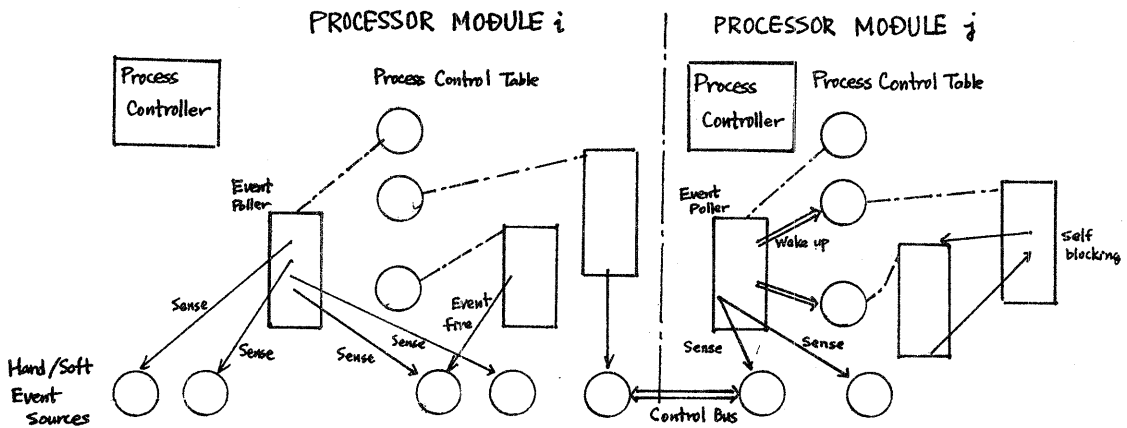 PROCESSOR MODULE i
PROCESSOR MODULE j
Process
Controller
Process Control Table
Process
Controller
Process Control Table
Event
Poller
Event
Poller
Wake up
Self
blocking
Sense
Sense
Sense
Sense
Event
Fire
Sense
Sense
Hard/Soft
Event
Sources
Control Bus